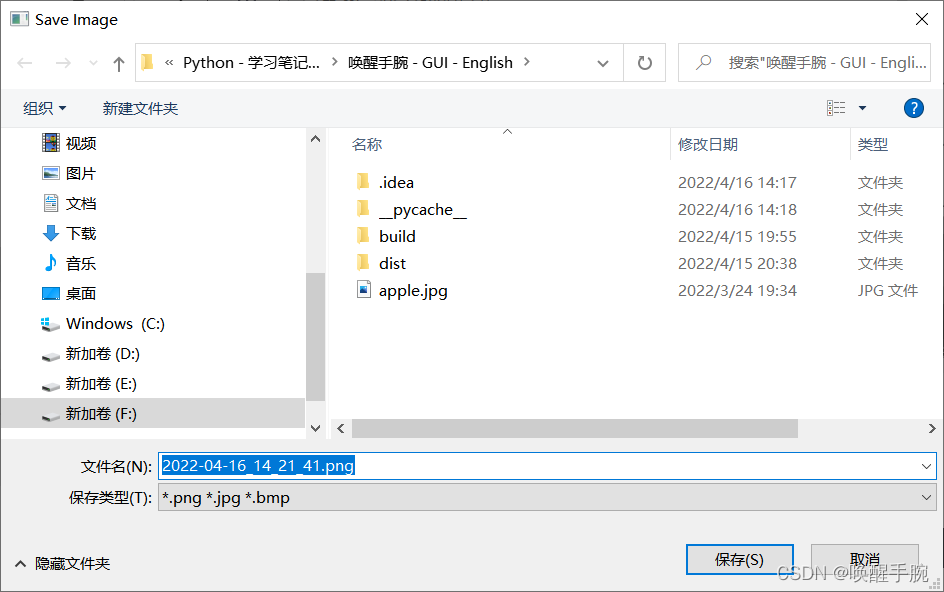 Save Image
« Python - 学习笔记... > 唤醒手腕 - GUI - English >
搜索"唤醒手腕 - GUI - Engli...
组织 新建文件夹
?
视频
图片
文档
下载
音乐
桌面
Windows (C:)
新加卷 (D:)
新加卷 (E:)
新加卷 (F:)
名称 修改日期 类型
.idea 2022/4/16 14:17 文件夹
__pycache__ 2022/4/16 14:18 文件夹
build 2022/4/15 19:55 文件夹
dist 2022/4/15 20:38 文件夹
apple.jpg 2022/3/24 19:34 JPG 文件
文件名(N): 2022-04-16_14_21_41.png
保存类型(T): *.png *.jpg *.bmp
隐藏文件夹
保存(S) 取消
CSDN @唤醒手腕